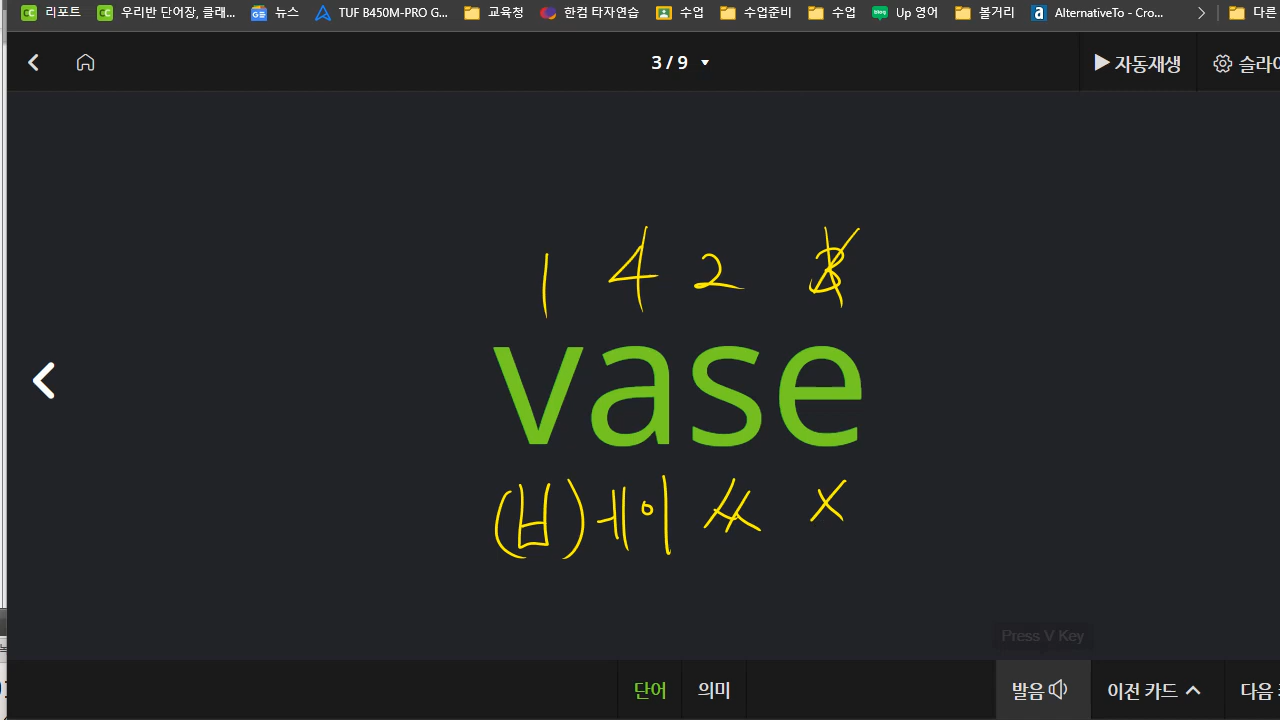 리포트 우리반 단어장, 클래... 뉴스 TUF B450M-PRO G... 교육청 한컴 타자연습 수업 수업준비 수업 Up 영어 볼거리 AlternativeTo - Cro... 다른
3 / 9 자동재생 슬라이
1 4 2 3
vase
(ㅂ) ㅔ이 ㅆ X
Press V Key
단어 의미 발음 이전 카드 다음